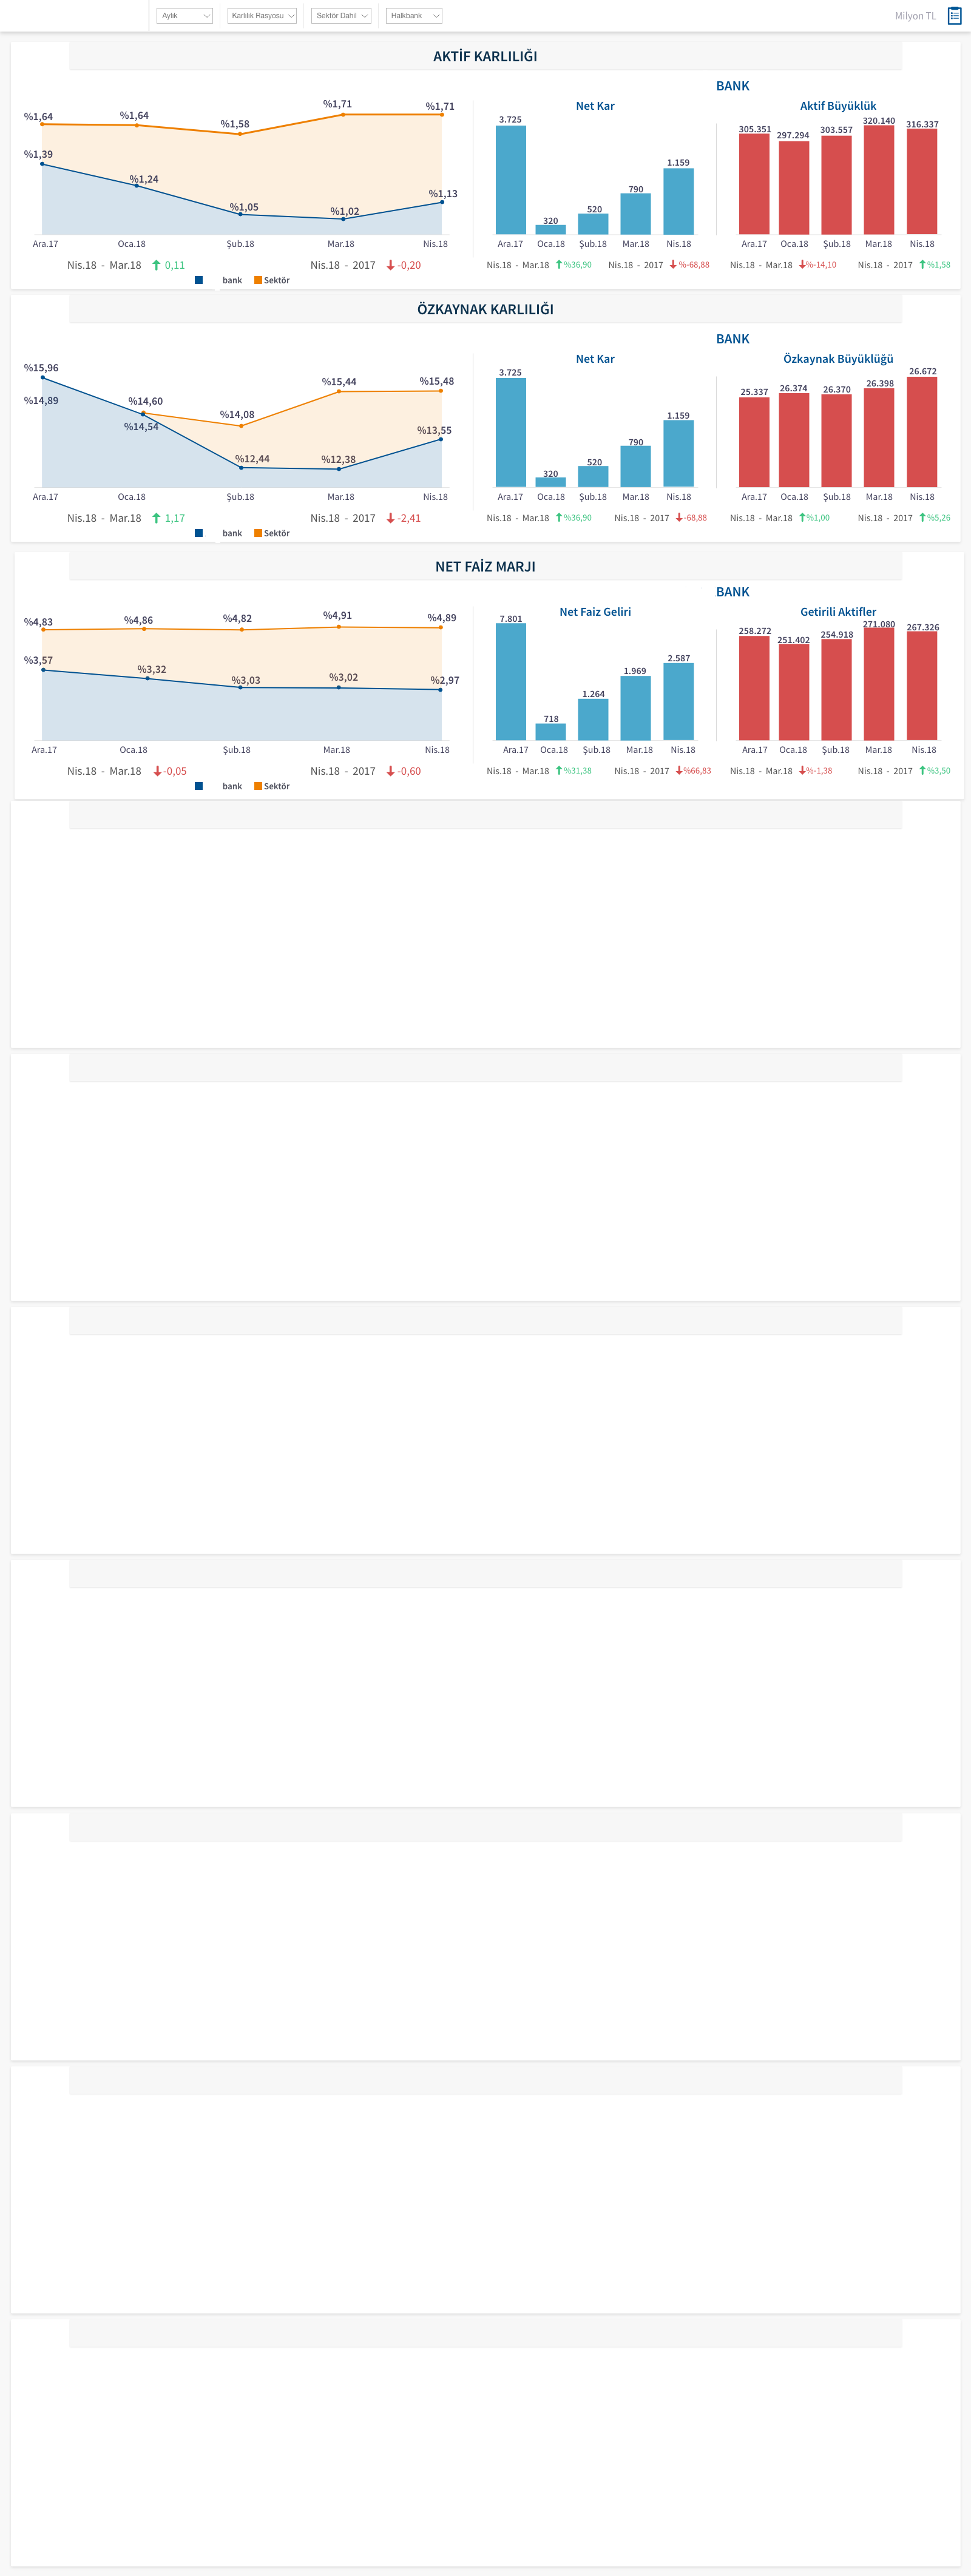 Aylık
Karlılık Rasyosu
Sektör Dahil
Halkbank
Milyon TL
AKTİF KARLILIĞI
BANK
%1,64
%1,64
%1,58
%1,71
%1,71
%1,39
%1,24
%1,05
%1,02
%1,13
Ara.17 Oca.18 Şub.18 Mar.18 Nis.18
Nis.18 - Mar.18 0,11
Nis.18 - 2017 -0,20
bank Sektör
Net Kar
3.725
320
520
790
1.159
Ara.17 Oca.18 Şub.18 Mar.18 Nis.18
Nis.18 - Mar.18 %36,90
Nis.18 - 2017 %-68,88
Aktif Büyüklük
305.351
297.294
303.557
320.140
316.337
Ara.17 Oca.18 Şub.18 Mar.18 Nis.18
Nis.18 - Mar.18 %-14,10
Nis.18 - 2017 %1,58
ÖZKAYNAK KARLILIĞI
BANK
%15,96
%14,89
%14,60
%14,54
%14,08
%12,44
%15,44
%12,38
%15,48
%13,55
Ara.17 Oca.18 Şub.18 Mar.18 Nis.18
Nis.18 - Mar.18 1,17
Nis.18 - 2017 -2,41
bank Sektör
Net Kar
3.725
320
520
790
1.159
Ara.17 Oca.18 Şub.18 Mar.18 Nis.18
Nis.18 - Mar.18 %36,90
Nis.18 - 2017 -68,88
Özkaynak Büyüklüğü
25.337
26.374
26.370
26.398
26.672
Ara.17 Oca.18 Şub.18 Mar.18 Nis.18
Nis.18 - Mar.18 %1,00
Nis.18 - 2017 %5,26
NET FAİZ MARJI
BANK
%4,83
%4,86
%4,82
%4,91
%4,89
%3,57
%3,32
%3,03
%3,02
%2,97
Ara.17 Oca.18 Şub.18 Mar.18 Nis.18
Nis.18 - Mar.18 -0,05
Nis.18 - 2017 -0,60
bank Sektör
Net Faiz Geliri
7.801
718
1.264
1.969
2.587
Ara.17 Oca.18 Şub.18 Mar.18 Nis.18
Nis.18 - Mar.18 %31,38
Nis.18 - 2017 %66,83
Getirili Aktifler
258.272
251.402
254.918
271.080
267.326
Ara.17 Oca.18 Şub.18 Mar.18 Nis.18
Nis.18 - Mar.18 %-1,38
Nis.18 - 2017 %3,50